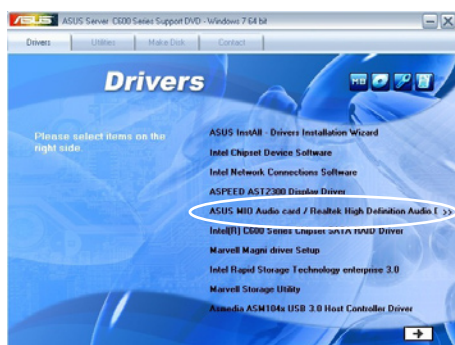 ASUS ASUS Server C600 Series Support DVD - Windows 7 64 bit
Drivers Utilities Make Disk Contact
Drivers
Please select items on the
right side.
ASUS InstAll - Drivers Installation Wizard
Intel Chipset Device Software
Intel Network Connections Software
ASPEED AST2300 Display Driver
ASUS MIO Audio card / Realtek High Definition Audio D >>
Intel(R) C600 Series Chipset SATA RAID Driver
Marvell Magni driver Setup
Intel Rapid Storage Technology enterprise 3.0
Marvell Storage Utility
Asmedia ASM104x USB 3.0 Host Controller Driver